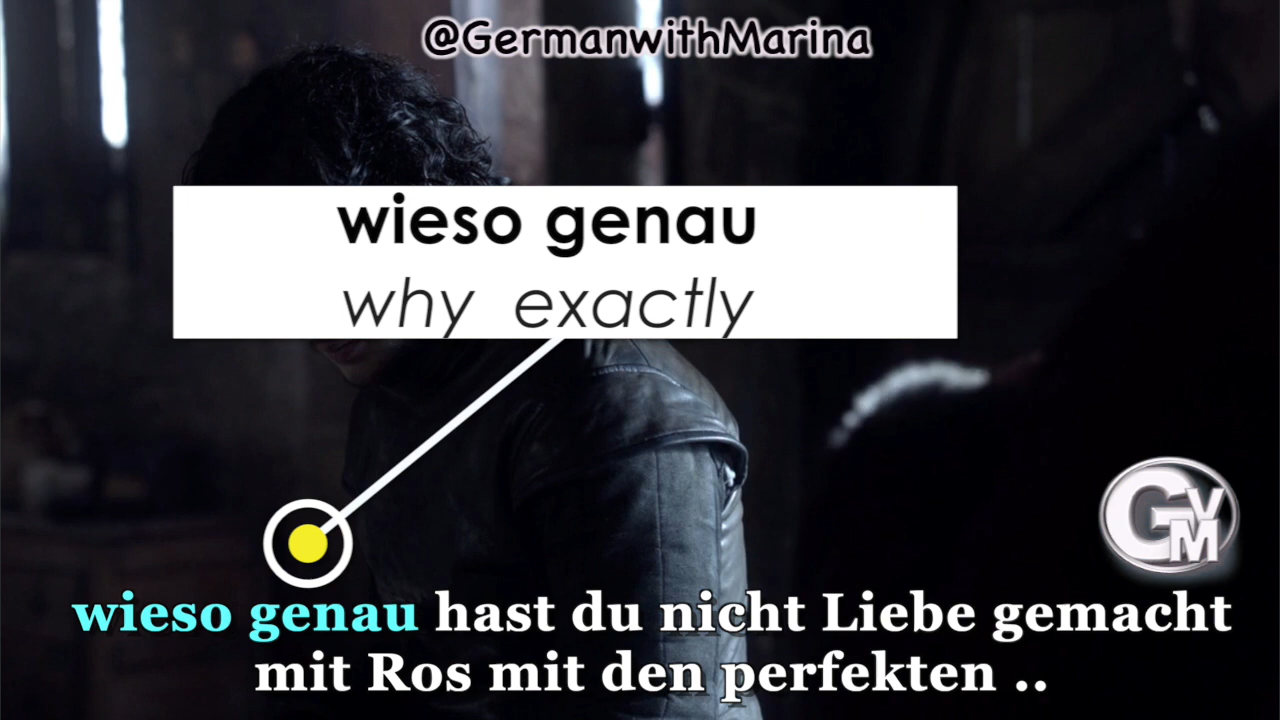 @GermanwithMarina
wieso genau
why exactly
GVM
wieso genau hast du nicht Liebe gemacht
mit Ros mit den perfekten ..